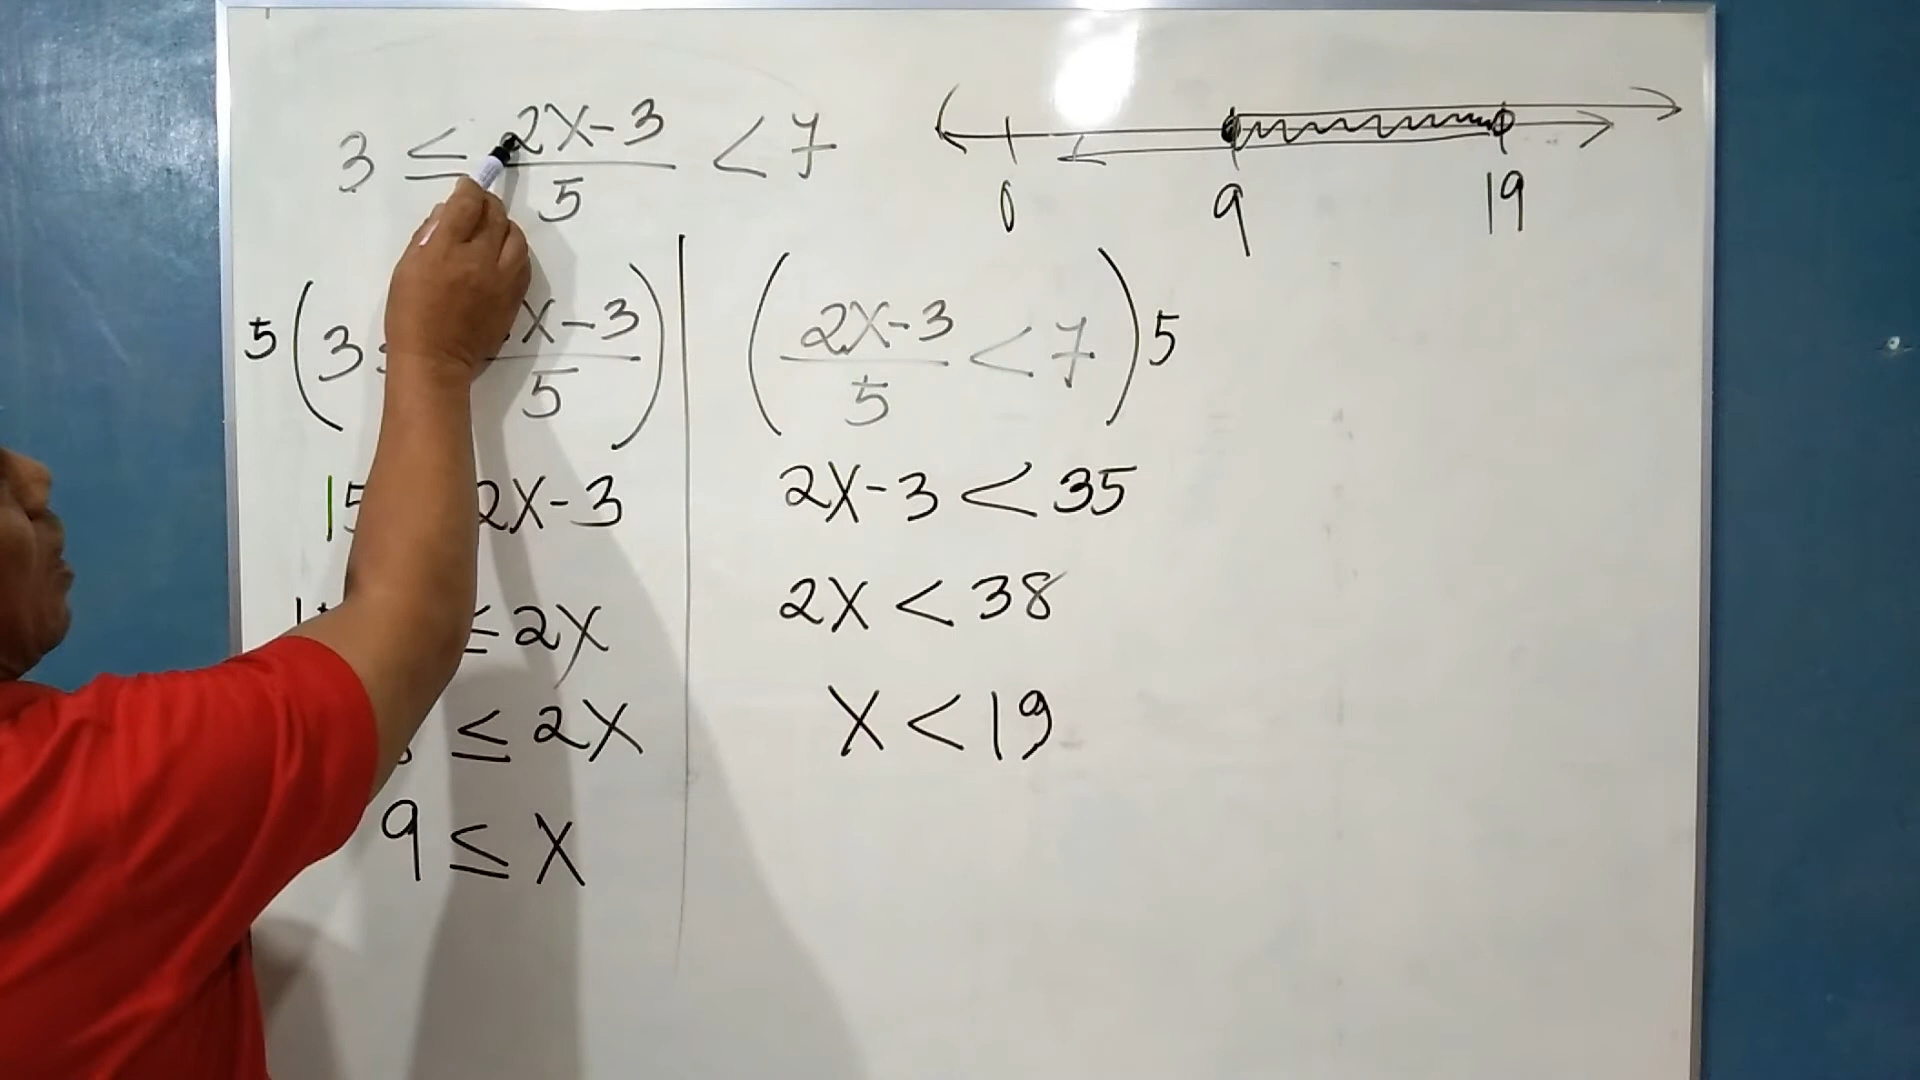 3 ≤ (2X-3)/5 < 7
0 9 19
5 (3 ≤ X-3 / 5)
(2X-3 / 5 < 7) 5
15 2X-3
2X-3 < 35
≤ 2X
2X < 38
≤ 2X
X < 19
9 ≤ X